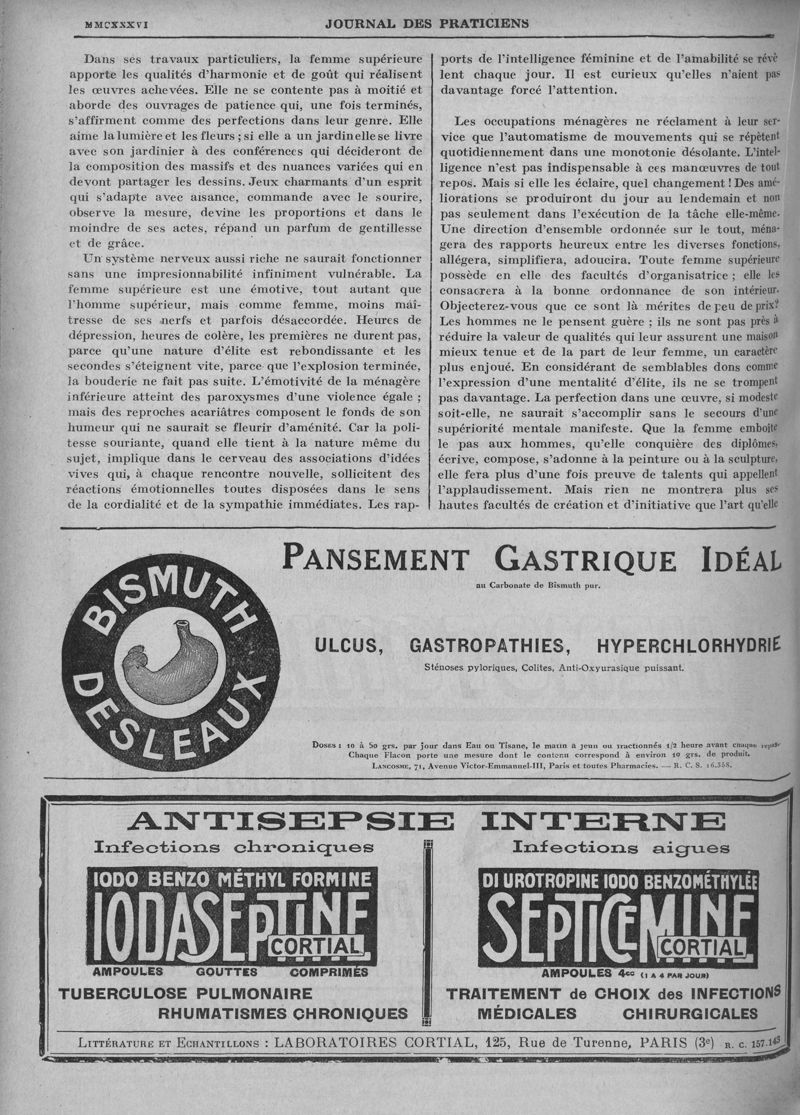 MMCXXXVI
JOURNAL DES PRATICIENS
Dans ses travaux particuliers, la femme supérieure
apporte les qualités d'harmonie et de goût qui réalisent
les œuvres achevées. Elle ne se contente pas à moitié et
aborde des ouvrages de patience qui, une fois terminés,
s'affirment comme des perfections dans leur genre. Elle
aime la lumière et les fleurs ; si elle a un jardin elle se livre
avec son jardinier à des conférences qui décideront de
la composition des massifs et des nuances variées qui en
devont partager les dessins. Jeux charmants d'un esprit
qui s'adapte avec aisance, commande avec le sourire,
observe la mesure, devine les proportions et dans le
moindre de ses actes, répand un parfum de gentillesse
et de grâce.
Un système nerveux aussi riche ne saurait fonctionner
sans une impresionnabilité infiniment vulnérable. La
femme supérieure est une émotive, tout autant que
l'homme supérieur, mais comme femme, moins maî-
tresse de ses nerfs et parfois désaccordée. Heures de
dépression, heures de colère, les premières ne durent pas,
parce qu'une nature d'élite est rebondissante et les
secondes s'éteignent vite, parce que l'explosion terminée,
la bouderie ne fait pas suite. L'émotivité de la ménagère
inférieure atteint des paroxysmes d'une violence égale ;
mais des reproches acariâtres composent le fonds de son
humeur qui ne saurait se fleurir d'aménité. Car la poli-
tesse souriante, quand elle tient à la nature même du
sujet, implique dans le cerveau des associations d'idées
vives qui, à chaque rencontre nouvelle, sollicitent des
réactions émotionnelles toutes disposées dans le sens
de la cordialité et de la sympathie immédiates. Les rap-
ports de l'intelligence féminine et de l'amabilité se révè
lent chaque jour. Il est curieux qu'elles n'aient pas
davantage forcé l'attention.
Les occupations ménagères ne réclament à leur ser-
vice que l'automatisme de mouvements qui se répètent
quotidiennement dans une monotonie désolante. L'intel-
ligence n'est pas indispensable à ces manœuvres de tout
repos. Mais si elle les éclaire, quel changement ! Des amé-
liorations se produiront du jour au lendemain et non
pas seulement dans l'exécution de la tâche elle-même.
Une direction d'ensemble ordonnée sur le tout, ména-
gera des rapports heureux entre les diverses fonctions,
allégera, simplifiera, adoucira. Toute femme supérieure
possède en elle des facultés d'organisatrice ; elle les
consacrera à la bonne ordonnance de son intérieur.
Objecterez-vous que ce sont là mérites de peu de prix?
Les hommes ne le pensent guère ; ils ne sont pas près à
réduire la valeur de qualités qui leur assurent une maison
mieux tenue et de la part de leur femme, un caractère
plus enjoué. En considérant de semblables dons comme
l'expression d'une mentalité d'élite, ils ne se trompent
pas davantage. La perfection dans une œuvre, si modeste
soit-elle, ne saurait s'accomplir sans le secours d'une
supériorité mentale manifeste. Que la femme emboîte
le pas aux hommes, qu'elle conquière des diplômes,
écrive, compose, s'adonne à la peinture ou à la sculpture,
elle fera plus d'une fois preuve de talents qui appellent
l'applaudissement. Mais rien ne montrera plus ses
hautes facultés de création et d'initiative que l'art qu'elle
BISMUTH
DESLEAUX
PANSEMENT GASTRIQUE IDÉAL
au Carbonate de Bismuth pur.
ULCUS, GASTROPATHIES, HYPERCHLORHYDRIE
Sténoses pyloriques, Colites, Anti-Oxyurasique puissant.
DOSES : 10 à 50 grs. par jour dans Eau ou Tisane, le matin à jeun ou fractionnés 1/2 heure avant chaque repas.
Chaque Flacon porte une mesure dont le contenu correspond à environ 10 grs. de produit.
LANCOSME, 71, Avenue Victor-Emmanuel-III, Paris et toutes Pharmacies. — R. C. S. 16.558.
ANTISEPSIE INTERNE
Infections chroniques
IODO BENZO MÉTHYL FORMINE
IODASEPTINE
CORTIAL
AMPOULES GOUTTES COMPRIMÉS
TUBERCULOSE PULMONAIRE
RHUMATISMES CHRONIQUES
Infections aigues
DI UROTROPINE IODO BENZOMÉTHYLÉE
SEPTICEMINE
CORTIAL
AMPOULES 4cc (1 A 4 PAR JOUR)
TRAITEMENT de CHOIX des INFECTIONS
MÉDICALES CHIRURGICALES
LITTÉRATURE ET ECHANTILLONS : LABORATOIRES CORTIAL, 125, Rue de Turenne, PARIS (3e) R. C. 157.145